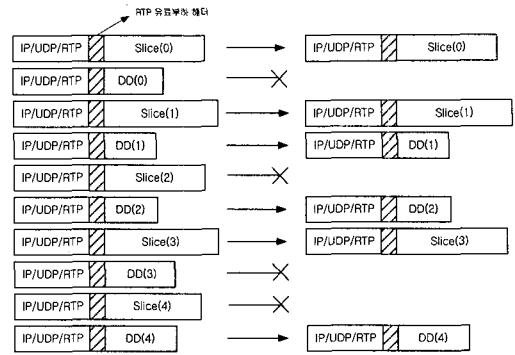 RTP 유료부하 헤더
IP/UDP/RTP Slice(0) IP/UDP/RTP Slice(0)
IP/UDP/RTP DD(0)
IP/UDP/RTP Slice(1) IP/UDP/RTP Slice(1)
IP/UDP/RTP DD(1) IP/UDP/RTP DD(1)
IP/UDP/RTP Slice(2)
IP/UDP/RTP DD(2) IP/UDP/RTP DD(2)
IP/UDP/RTP Slice(3) IP/UDP/RTP Slice(3)
IP/UDP/RTP DD(3)
IP/UDP/RTP Slice(4)
IP/UDP/RTP DD(4) IP/UDP/RTP DD(4)